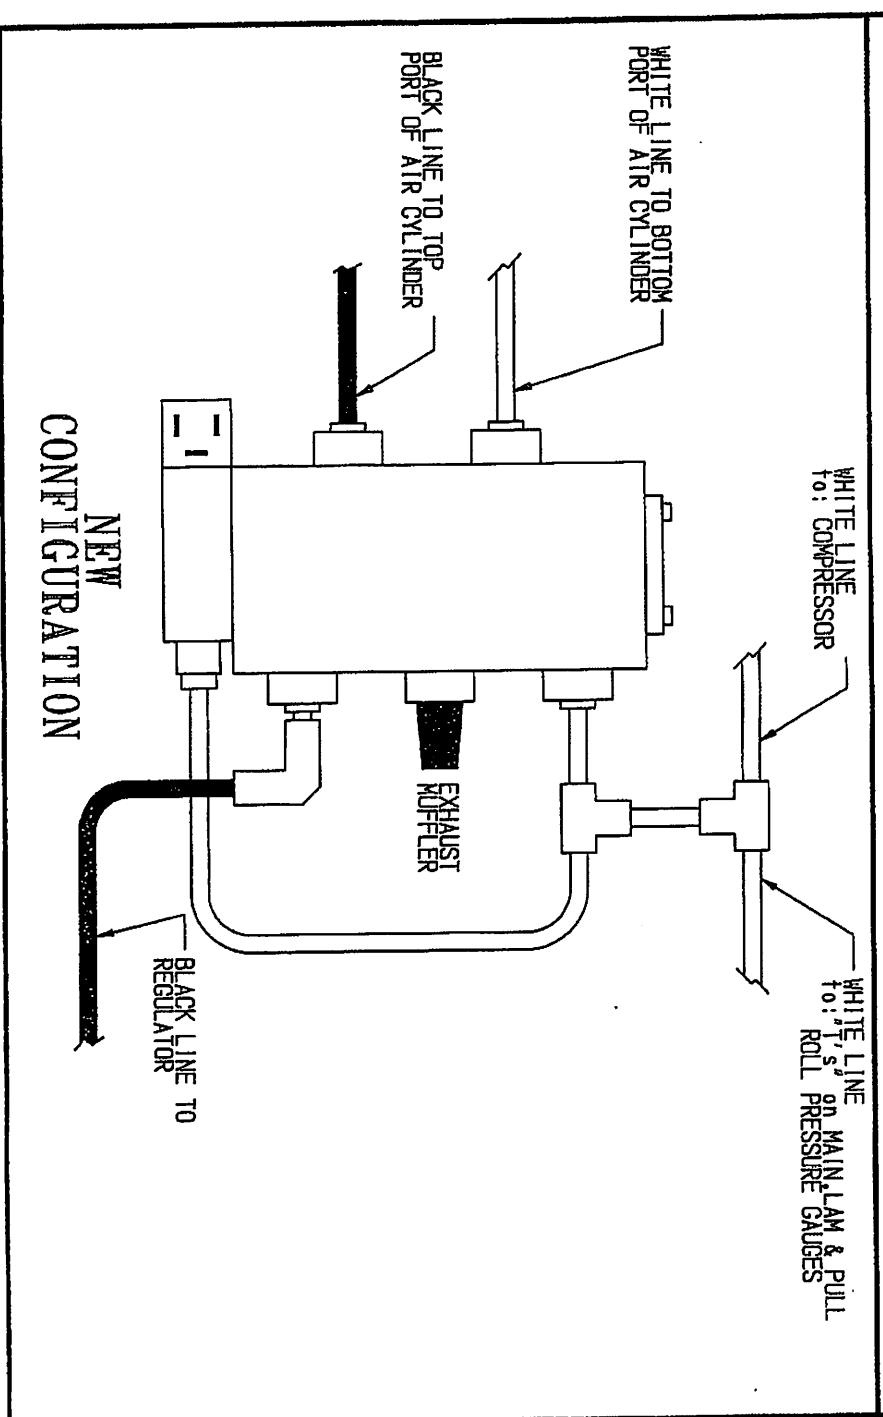 WHITE LINE
to: COMPRESSOR
WHITE LINE
to: "T's" on MAIN,LAM & PULL
ROLL PRESSURE GAUGES
WHITE LINE TO BOTTOM
PORT OF AIR CYLINDER
BLACK LINE TO TOP
PORT OF AIR CYLINDER
EXHAUST
MUFFLER
BLACK LINE TO
REGULATOR
NEW
CONFIGURATION